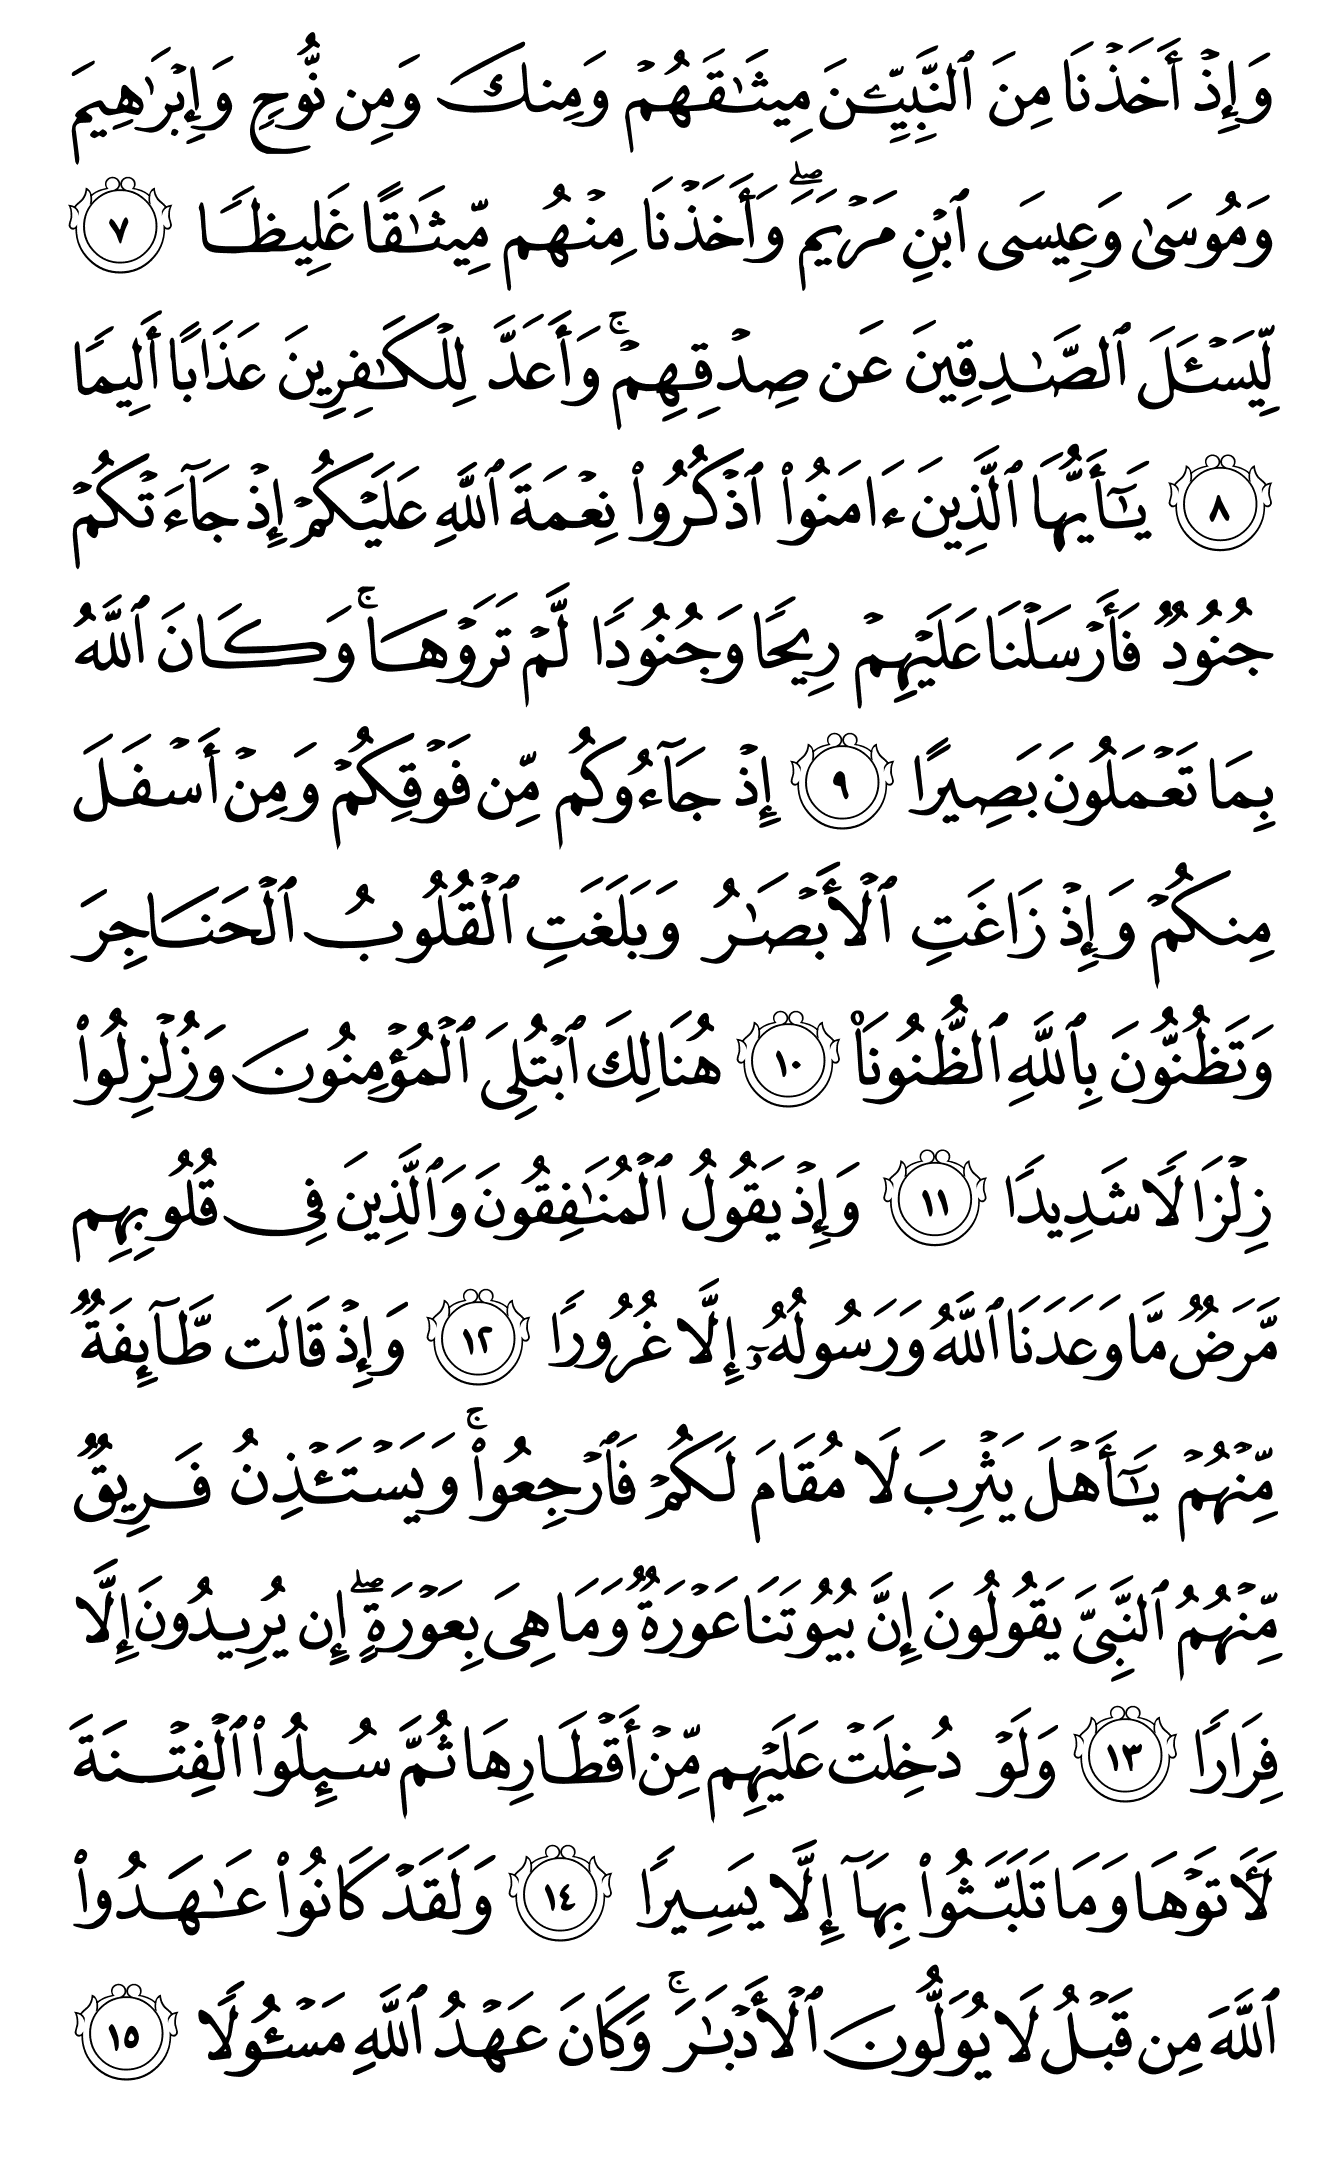 وَإِذۡ أَخَذۡنَا مِنَ ٱلنَّبِيِّـۧنَ مِيثَٰقَهُمۡ وَمِنكَ وَمِن نُّوحٖ وَإِبۡرَٰهِيمَ
وَمُوسَىٰ وَعِيسَى ٱبۡنِ مَرۡيَمَۖ وَأَخَذۡنَا مِنۡهُم مِّيثَٰقًا غَلِيظٗا ٧
لِّيَسۡـَٔلَ ٱلصَّٰدِقِينَ عَن صِدۡقِهِمۡۚ وَأَعَدَّ لِلۡكَٰفِرِينَ عَذَابًا أَلِيمٗا
٨ يَٰٓأَيُّهَا ٱلَّذِينَ ءَامَنُواْ ٱذۡكُرُواْ نِعۡمَةَ ٱللَّهِ عَلَيۡكُمۡ إِذۡ جَآءَتۡكُمۡ
جُنُودٞ فَأَرۡسَلۡنَا عَلَيۡهِمۡ رِيحٗا وَجُنُودٗا لَّمۡ تَرَوۡهَاۚ وَكَانَ ٱللَّهُ
بِمَا تَعۡمَلُونَ بَصِيرًا ٩ إِذۡ جَآءُوكُم مِّن فَوۡقِكُمۡ وَمِنۡ أَسۡفَلَ
مِنكُمۡ وَإِذۡ زَاغَتِ ٱلۡأَبۡصَٰرُ وَبَلَغَتِ ٱلۡقُلُوبُ ٱلۡحَنَاجِرَ
وَتَظُنُّونَ بِٱللَّهِ ٱلظُّنُونَا۠ ١٠ هُنَالِكَ ٱبۡتُلِيَ ٱلۡمُؤۡمِنُونَ وَزُلۡزِلُواْ
زِلۡزَالٗا شَدِيدٗا ١١ وَإِذۡ يَقُولُ ٱلۡمُنَٰفِقُونَ وَٱلَّذِينَ فِي قُلُوبِهِم
مَّرَضٞ مَّا وَعَدَنَا ٱللَّهُ وَرَسُولُهُۥٓ إِلَّا غُرُورٗا ١٢ وَإِذۡ قَالَت طَّآئِفَةٞ
مِّنۡهُمۡ يَٰٓأَهۡلَ يَثۡرِبَ لَا مُقَامَ لَكُمۡ فَٱرۡجِعُواْۚ وَيَسۡتَـٔۡذِنُ فَرِيقٞ
مِّنۡهُمُ ٱلنَّبِيَّ يَقُولُونَ إِنَّ بُيُوتَنَا عَوۡرَةٞ وَمَا هِيَ بِعَوۡرَةٍۖ إِن يُرِيدُونَ إِلَّا
فِرَارٗا ١٣ وَلَوۡ دُخِلَتۡ عَلَيۡهِم مِّنۡ أَقۡطَارِهَا ثُمَّ سُئِلُواْ ٱلۡفِتۡنَةَ
لَأٓتَوۡهَا وَمَا تَلَبَّثُواْ بِهَآ إِلَّا يَسِيرٗا ١٤ وَلَقَدۡ كَانُواْ عَٰهَدُواْ
ٱللَّهَ مِن قَبۡلُ لَا يُوَلُّونَ ٱلۡأَدۡبَٰرَۚ وَكَانَ عَهۡدُ ٱللَّهِ مَسۡـُٔولٗا ١٥